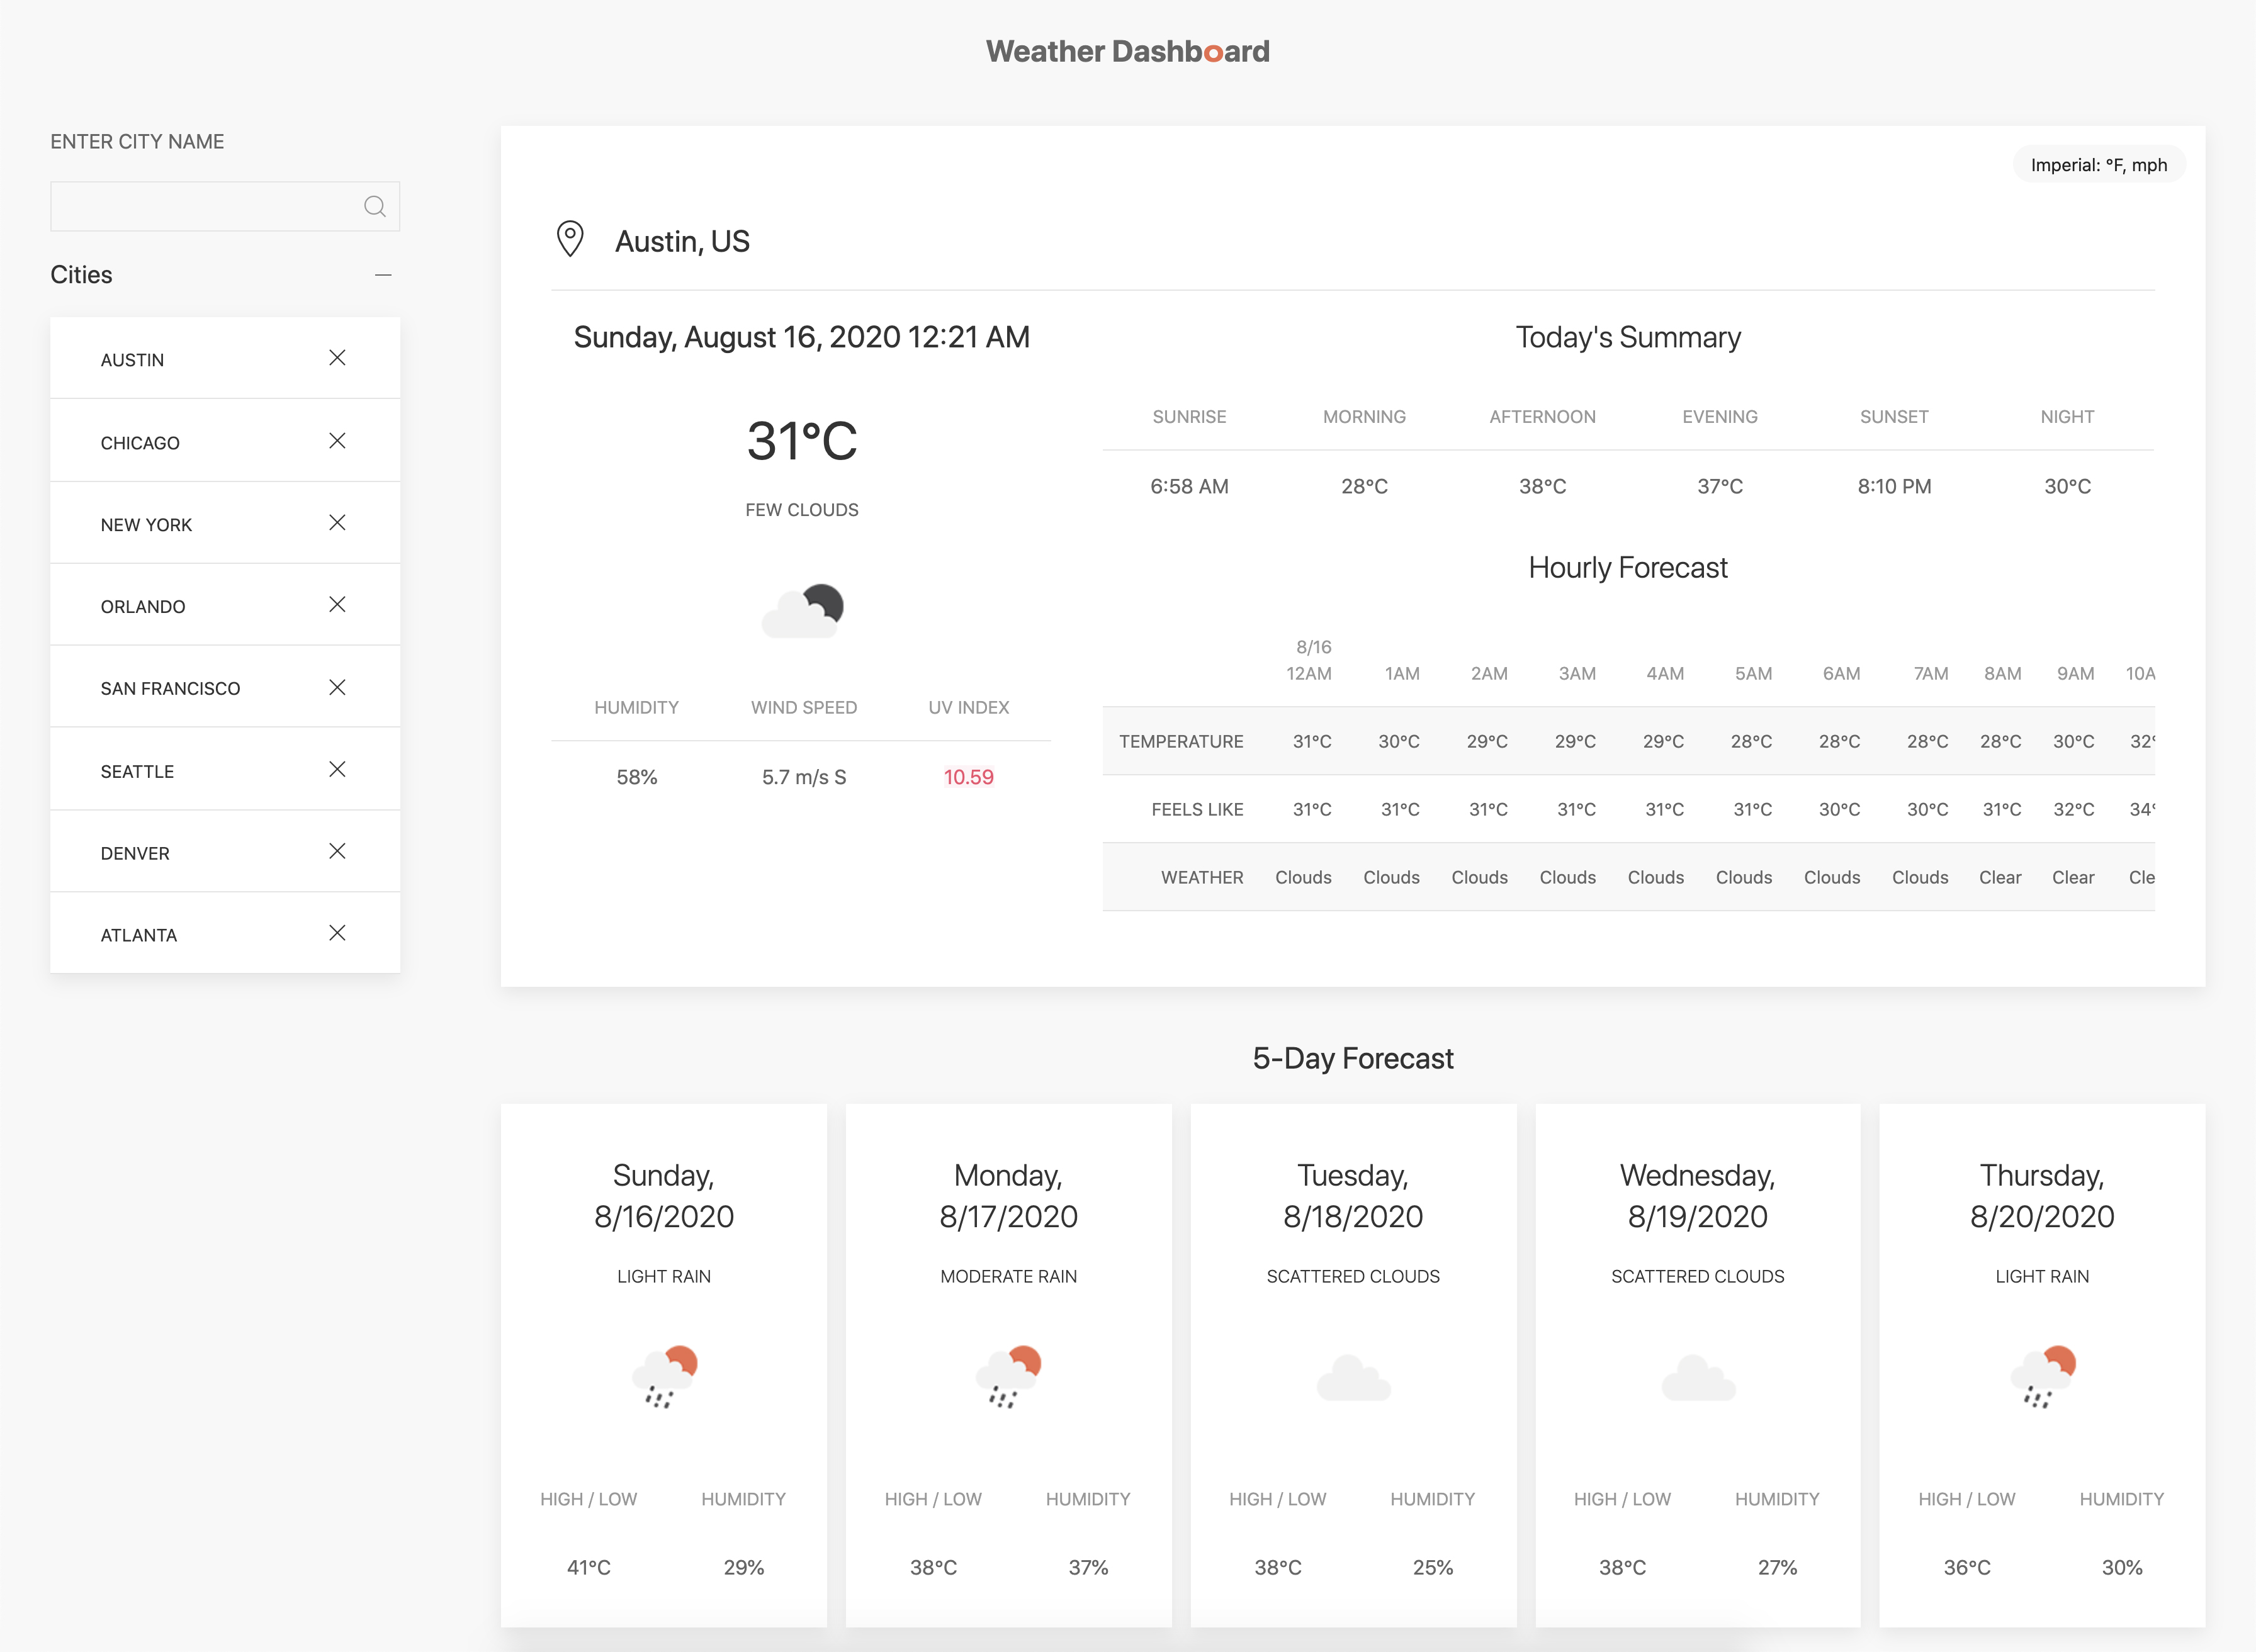 Weather Dashboard
ENTER CITY NAME
Cities
AUSTIN
CHICAGO
NEW YORK
ORLANDO
SAN FRANCISCO
SEATTLE
DENVER
ATLANTA
Imperial: °F, mph
Austin, US
Sunday, August 16, 2020 12:21 AM
31°C
FEW CLOUDS
HUMIDITY WIND SPEED UV INDEX
58% 5.7 m/s S 10.59
Today's Summary
SUNRISE MORNING AFTERNOON EVENING SUNSET NIGHT
6:58 AM 28°C 38°C 37°C 8:10 PM 30°C
Hourly Forecast
8/16
12AM 1AM 2AM 3AM 4AM 5AM 6AM 7AM 8AM 9AM 10A
TEMPERATURE 31°C 30°C 29°C 29°C 29°C 28°C 28°C 28°C 28°C 30°C 32°
FEELS LIKE 31°C 31°C 31°C 31°C 31°C 31°C 30°C 30°C 31°C 32°C 34°
WEATHER Clouds Clouds Clouds Clouds Clouds Clouds Clouds Clouds Clear Clear Cle
5-Day Forecast
Sunday,
8/16/2020
LIGHT RAIN
HIGH / LOW HUMIDITY
41°C 29%
Monday,
8/17/2020
MODERATE RAIN
HIGH / LOW HUMIDITY
38°C 37%
Tuesday,
8/18/2020
SCATTERED CLOUDS
HIGH / LOW HUMIDITY
38°C 25%
Wednesday,
8/19/2020
SCATTERED CLOUDS
HIGH / LOW HUMIDITY
38°C 27%
Thursday,
8/20/2020
LIGHT RAIN
HIGH / LOW HUMIDITY
36°C 30%